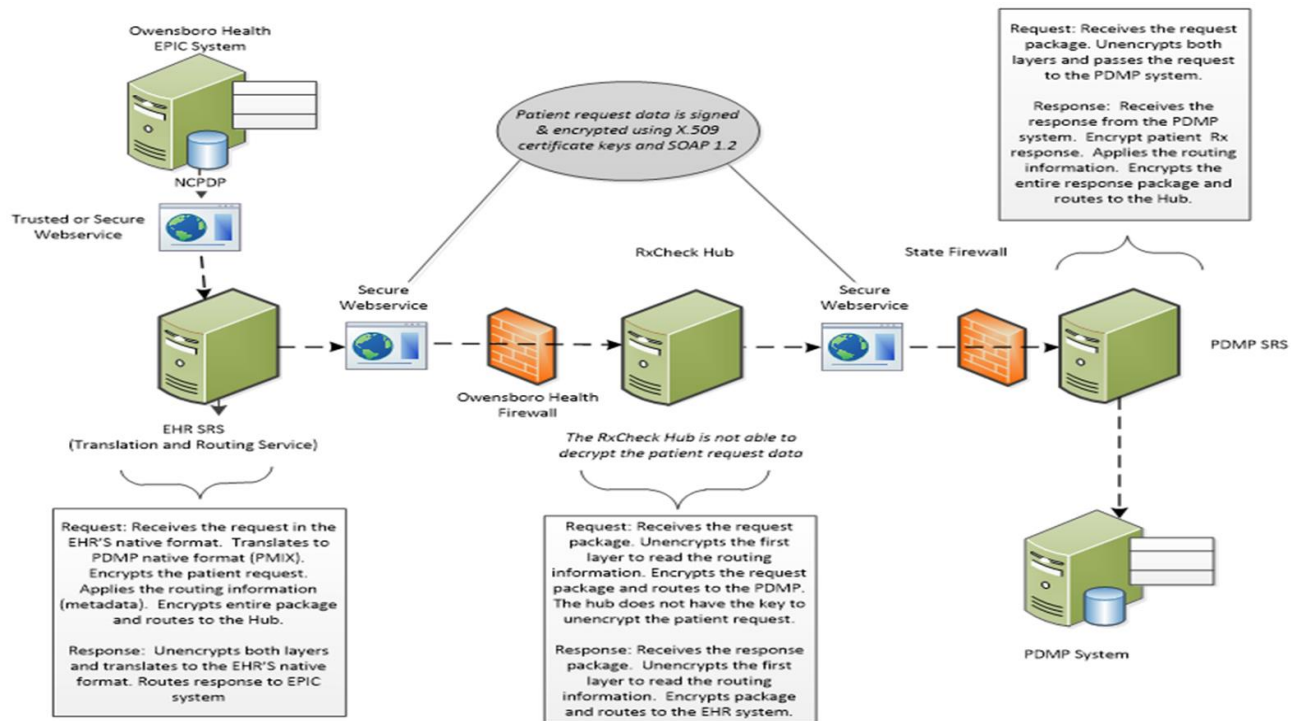 Owensboro Health
EPIC System
NCPDP
Trusted or Secure
Webservice
Patient request data is signed
& encrypted using X.509
certificate keys and SOAP 1.2
Request: Receives the request
package. Unencrypts both
layers and passes the request
to the PDMP system.
Response: Receives the
response from the PDMP
system. Encrypt patient Rx
response. Applies the routing
information. Encrypts the
entire response package and
routes to the Hub.
RxCheck Hub
State Firewall
Secure
Webservice
Secure
Webservice
PDMP SRS
Owensboro Health
Firewall
EHR SRS
(Translation and Routing Service)
The RxCheck Hub is not able to
decrypt the patient request data
Request: Receives the request in the
EHR'S native format. Translates to
PDMP native format (PMIX).
Encrypts the patient request.
Applies the routing information
(metadata). Encrypts entire package
and routes to the Hub.
Response: Unencrypts both layers
and translates to the EHR'S native
format. Routes response to EPIC
system
Request: Receives the request
package. Unencrypts the first
layer to read the routing
information. Encrypts the request
package and routes to the PDMP.
The hub does not have the key to
unencrypt the patient request.
Response: Receives the response
package. Unencrypts the first
layer to read the routing
information. Encrypts package
and routes to the EHR system.
PDMP System